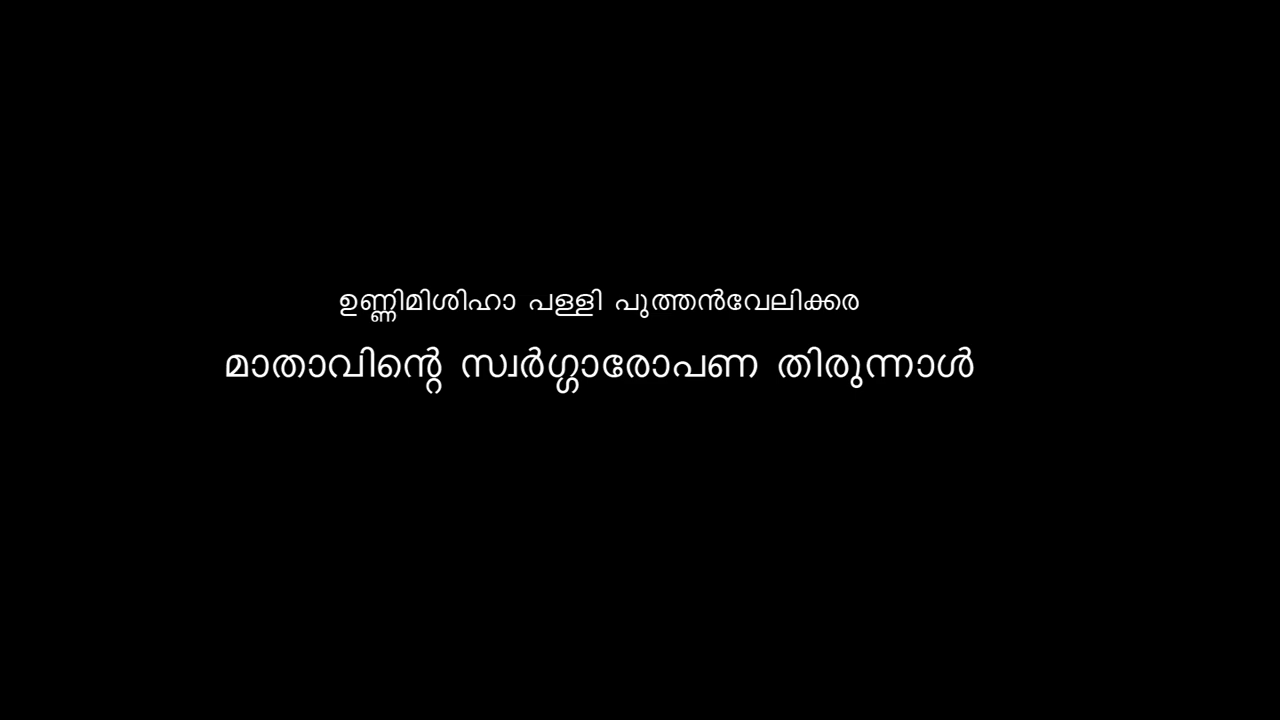 ഉണ്ണിമിശിഹാ പള്ളി പുത്തൻവേലിക്കര
മാതാവിന്റെ സ്വർഗ്ഗാരോപണ തിരുന്നാൾ